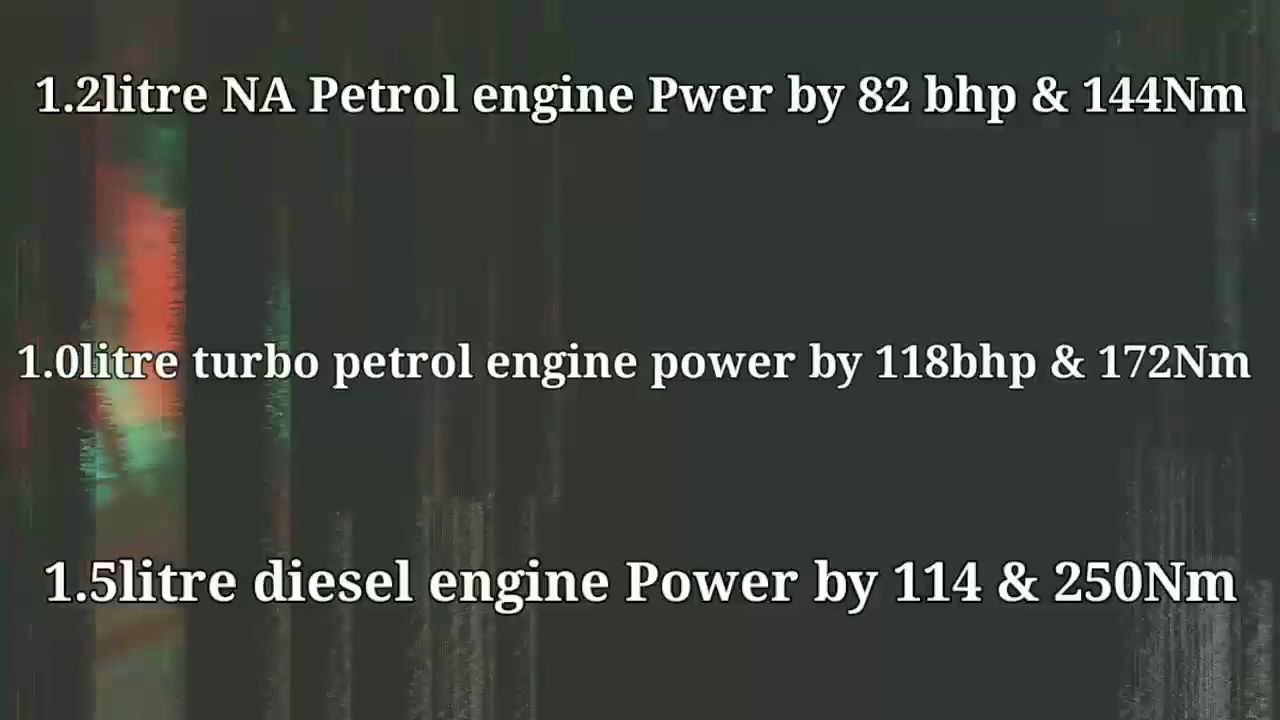 1.2litre NA Petrol engine Pwer by 82 bhp & 144Nm
1.0litre turbo petrol engine power by 118bhp & 172Nm
1.5litre diesel engine Power by 114 & 250Nm